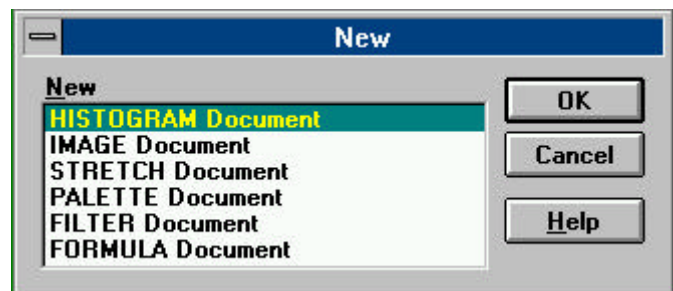 New
New
HISTOGRAM Document
IMAGE Document
STRETCH Document
PALETTE Document
FILTER Document
FORMULA Document
OK
Cancel
Help